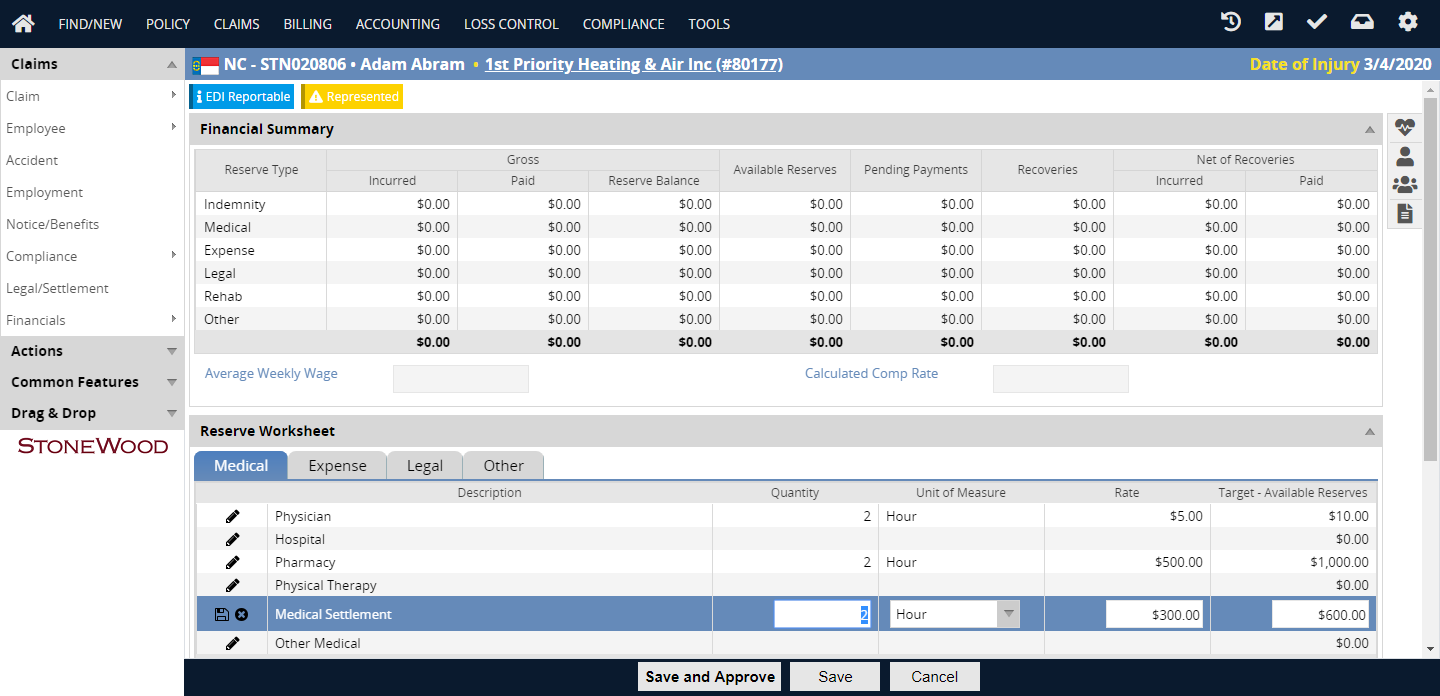 FIND/NEW POLICY CLAIMS BILLING ACCOUNTING LOSS CONTROL COMPLIANCE TOOLS
Claims
Claim
Employee
Accident
Employment
Notice/Benefits
Compliance
Legal/Settlement
Financials
Actions
Common Features
Drag & Drop
STONEWOOD
NC - STN020806 • Adam Abram • 1st Priority Heating & Air Inc (#80177) Date of Injury 3/4/2020
EDI Reportable Represented
Financial Summary
Reserve Type Gross Available Reserves Pending Payments Recoveries Net of Recoveries
Incurred Paid Reserve Balance Incurred Paid
Indemnity $0.00 $0.00 $0.00 $0.00 $0.00 $0.00 $0.00 $0.00
Medical $0.00 $0.00 $0.00 $0.00 $0.00 $0.00 $0.00 $0.00
Expense $0.00 $0.00 $0.00 $0.00 $0.00 $0.00 $0.00 $0.00
Legal $0.00 $0.00 $0.00 $0.00 $0.00 $0.00 $0.00 $0.00
Rehab $0.00 $0.00 $0.00 $0.00 $0.00 $0.00 $0.00 $0.00
Other $0.00 $0.00 $0.00 $0.00 $0.00 $0.00 $0.00 $0.00
$0.00 $0.00 $0.00 $0.00 $0.00 $0.00 $0.00 $0.00
Average Weekly Wage Calculated Comp Rate
Reserve Worksheet
Medical Expense Legal Other
Description Quantity Unit of Measure Rate Target - Available Reserves
Physician 2 Hour $5.00 $10.00
Hospital $0.00
Pharmacy 2 Hour $500.00 $1,000.00
Physical Therapy $0.00
Medical Settlement 2 Hour $300.00 $600.00
Other Medical $0.00
Save and Approve Save Cancel